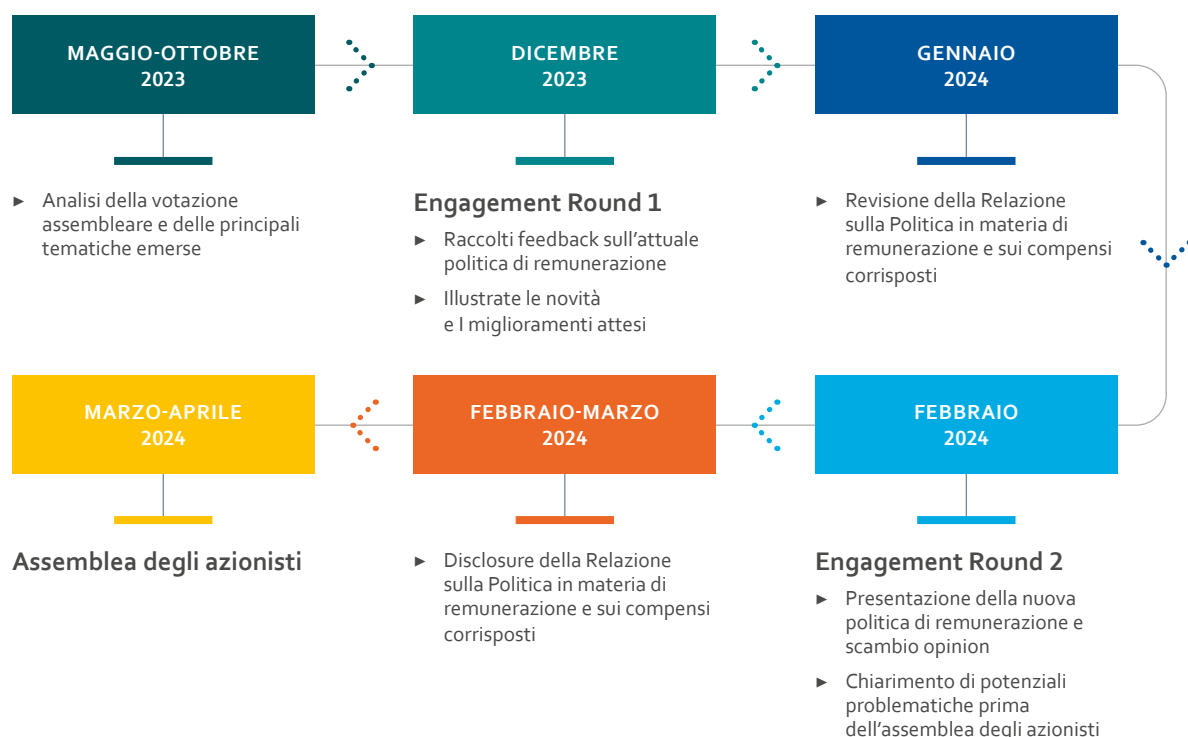 MAGGIO-OTTOBRE
2023
► Analisi della votazione
assembleare e delle principali
tematiche emerse
DICEMBRE
2023
Engagement Round 1
► Raccolti feedback sull'attuale
politica di remunerazione
► Illustrate le novità
e I miglioramenti attesi
GENNAIO
2024
► Revisione della Relazione
sulla Politica in materia di
remunerazione e sui compensi
corrisposti
FEBBRAIO
2024
Engagement Round 2
► Presentazione della nuova
politica di remunerazione e
scambio opinion
► Chiarimento di potenziali
problematiche prima
dell'assemblea degli azionisti
FEBBRAIO-MARZO
2024
► Disclosure della Relazione
sulla Politica in materia di
remunerazione e sui compensi
corrisposti
MARZO-APRILE
2024
Assemblea degli azionisti